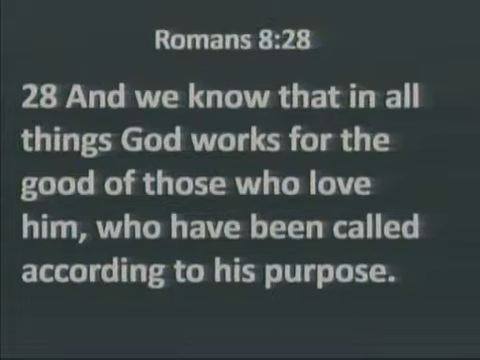 Romans 8:28
28 And we know that in all
things God works for the
good of those who love
him, who have been called
according to his purpose.